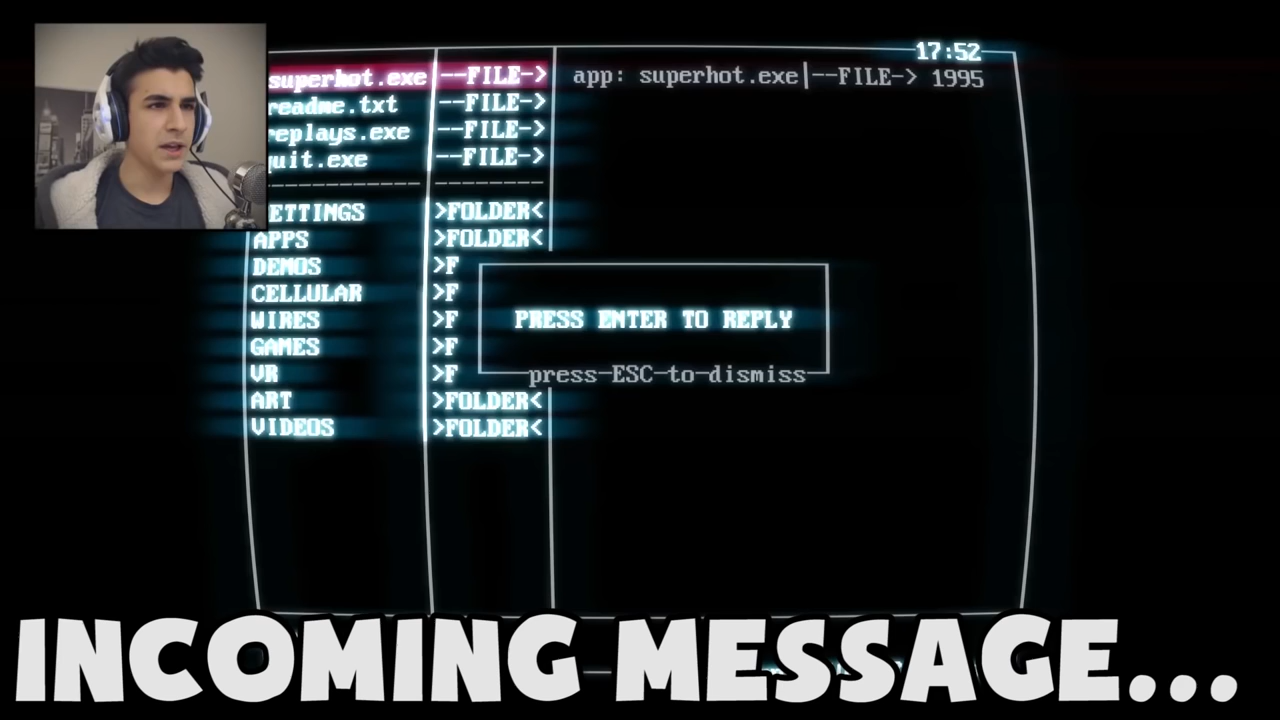 17:52
superhot.exe --FILE-> app: superhot.exe|--FILE-> 1995
readme.txt --FILE->
replays.exe --FILE->
quit.exe --FILE->
ETTINGS >FOLDER<
APPS >FOLDER<
DEMOS >F
CELLULAR >F
WIRES >F
PRESS ENTER TO REPLY
GAMES >F
VR >F
press-ESC-to-dismiss
ART >FOLDER<
VIDEOS >FOLDER<
INCOMING MESSAGE...